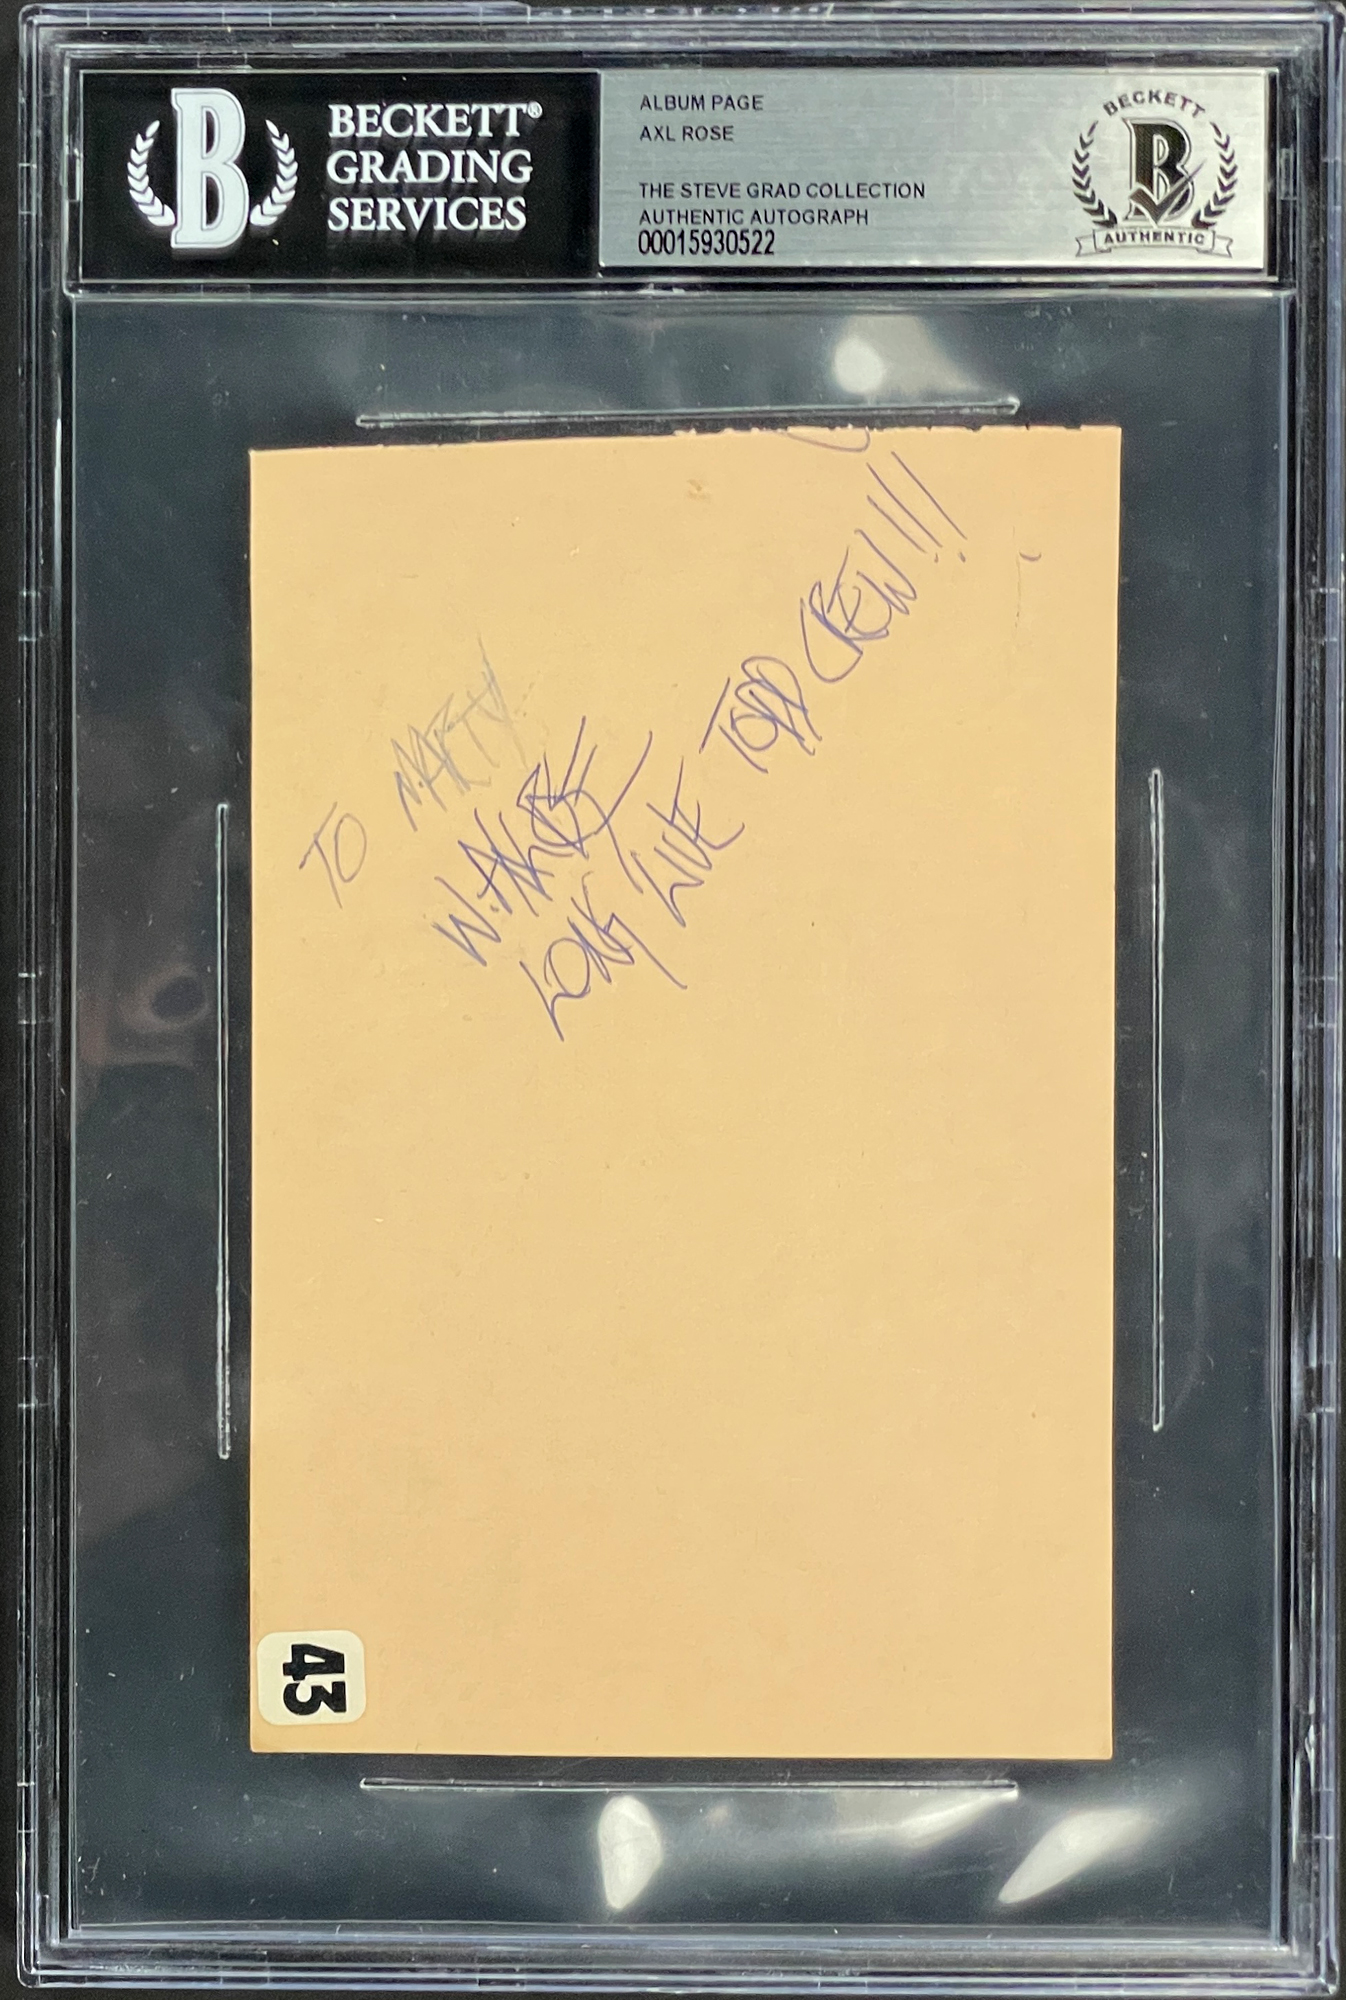 BECKETT®
GRADING
SERVICES
ALBUM PAGE
AXL ROSE
THE STEVE GRAD COLLECTION
AUTHENTIC AUTOGRAPH
00015930522
BECKETT
B
AUTHENTIC
B
TO MARTY
LONG LIVE TODD CREW!!!
43